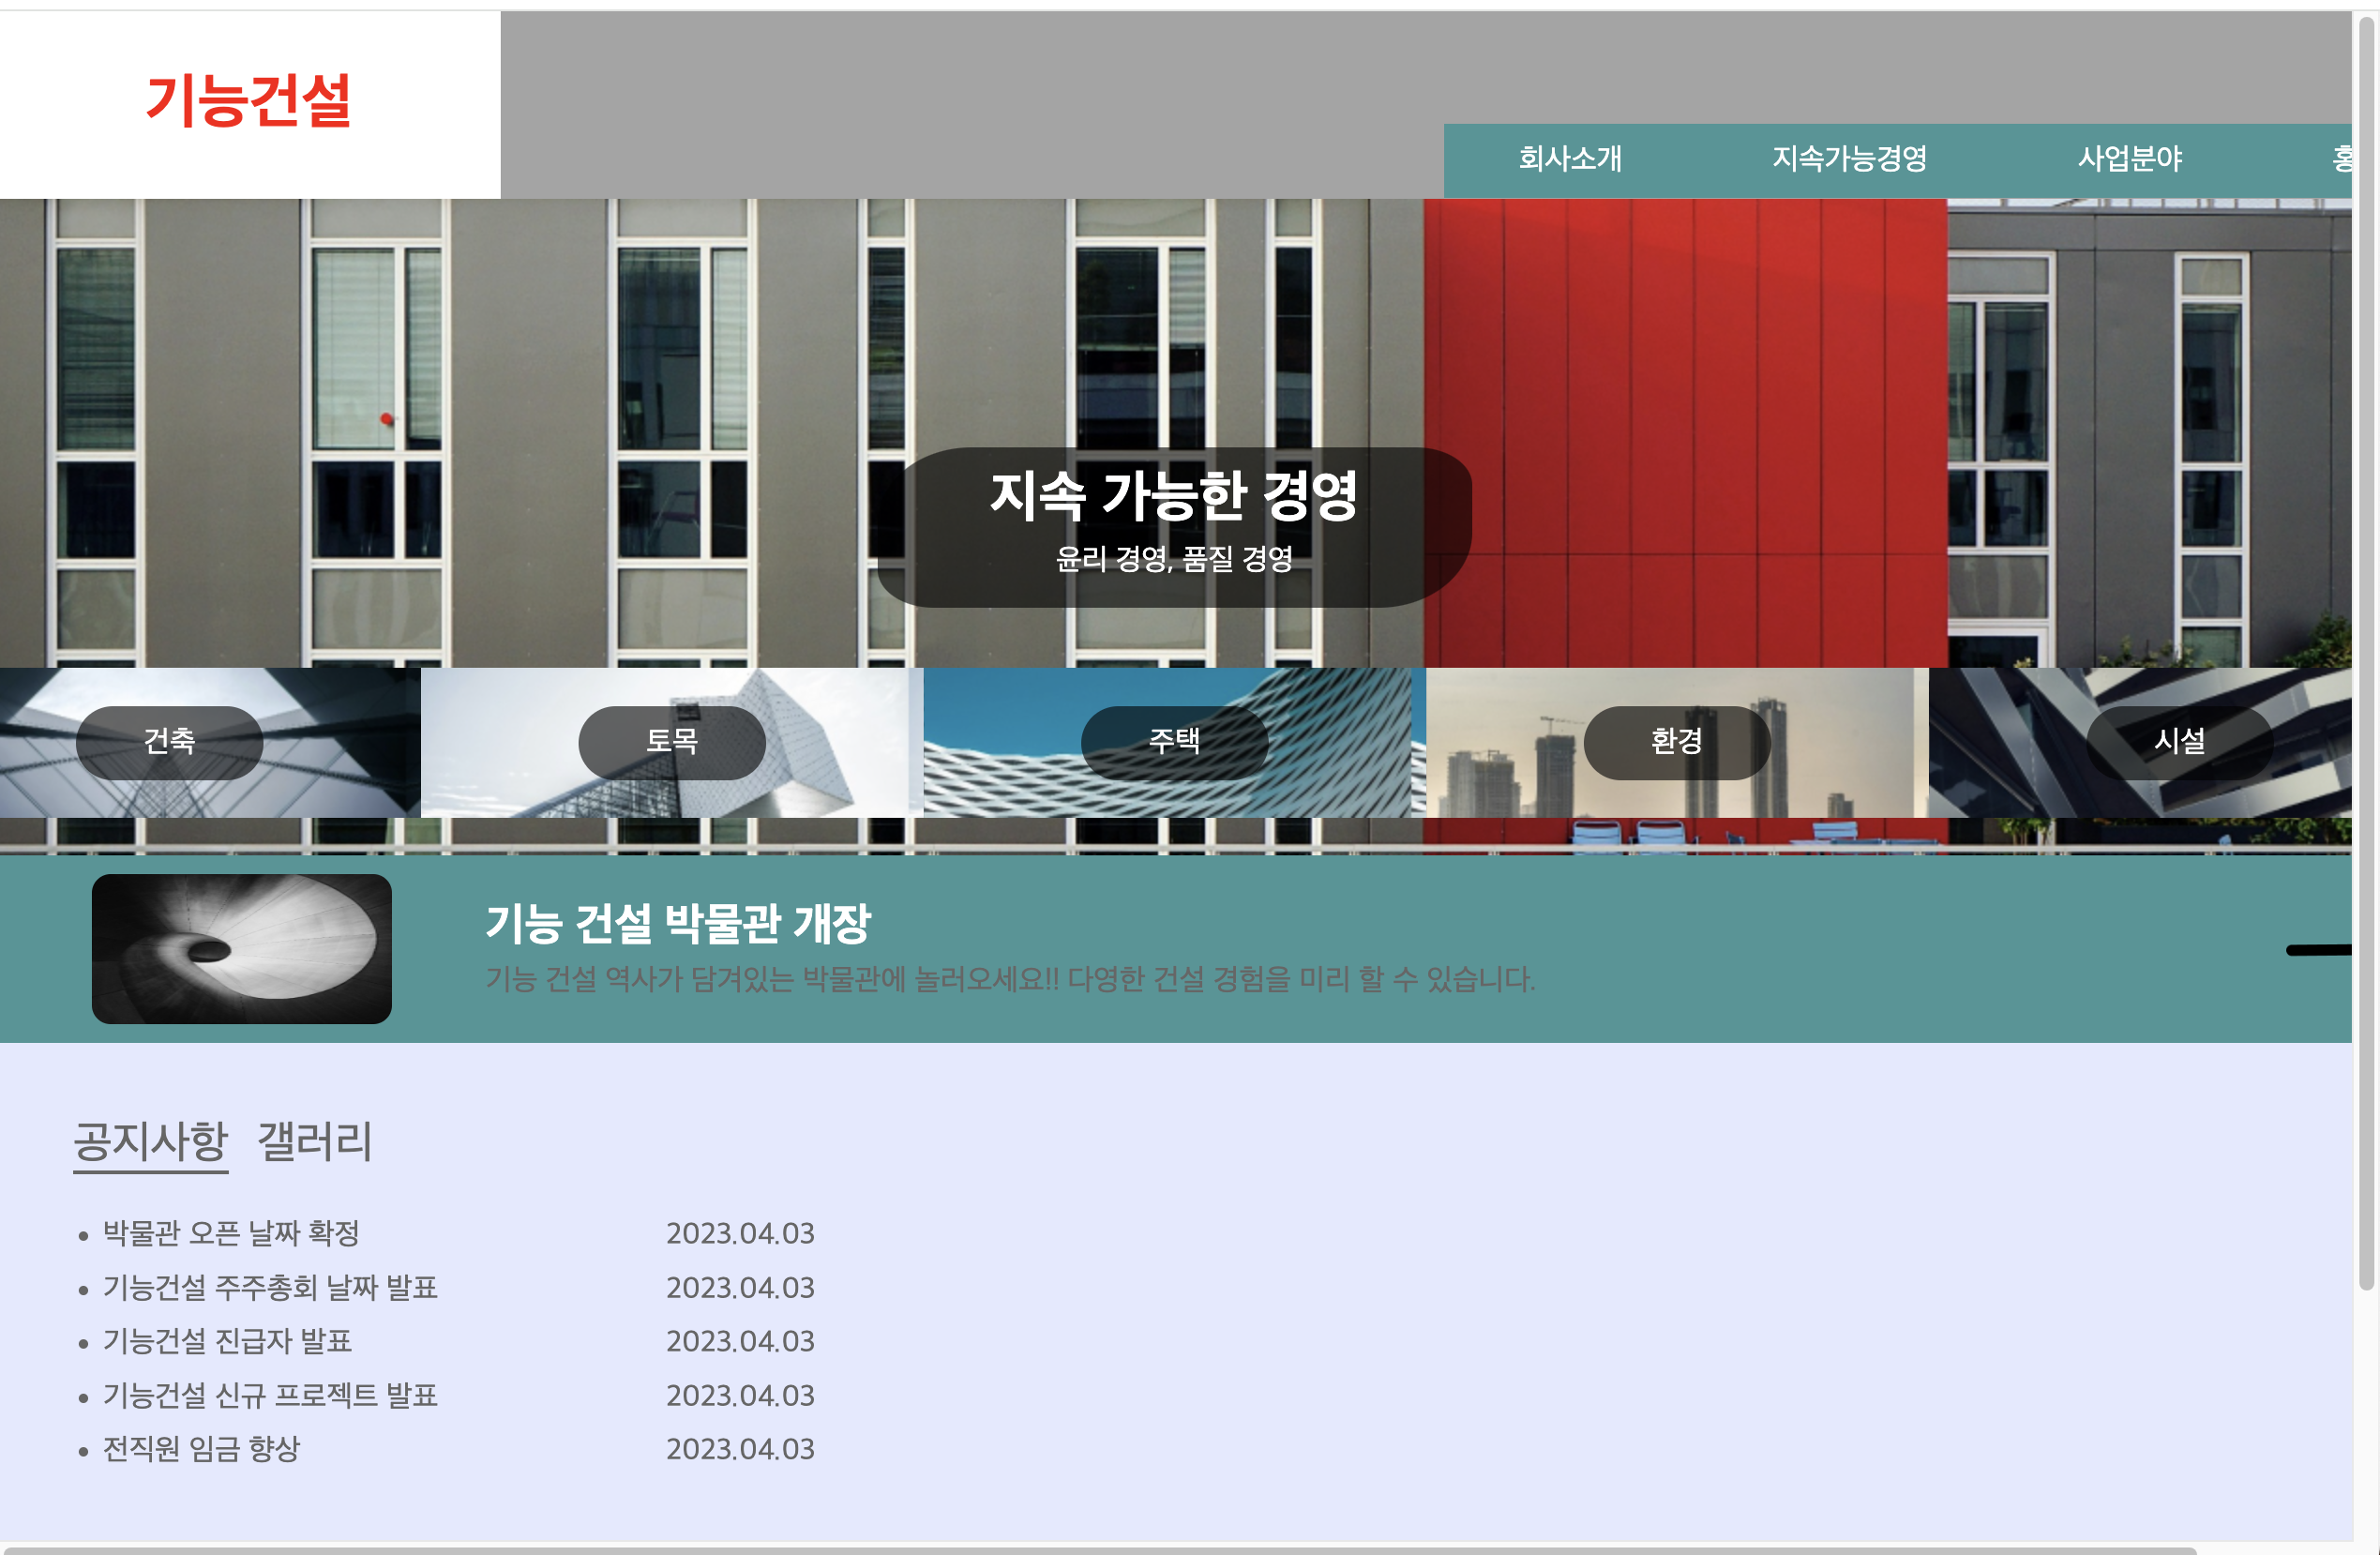 기능건설
회사소개 지속가능경영 사업분야
지속 가능한 경영
윤리 경영, 품질 경영
건축 토목 주택 환경 시설
기능 건설 박물관 개장
기능 건설 역사가 담겨있는 박물관에 놀러오세요!! 다영한 건설 경험을 미리 할 수 있습니다.
공지사항 갤러리
• 박물관 오픈 날짜 확정 2023.04.03
• 기능건설 주주총회 날짜 발표 2023.04.03
• 기능건설 진급자 발표 2023.04.03
• 기능건설 신규 프로젝트 발표 2023.04.03
• 전직원 임금 향상 2023.04.03